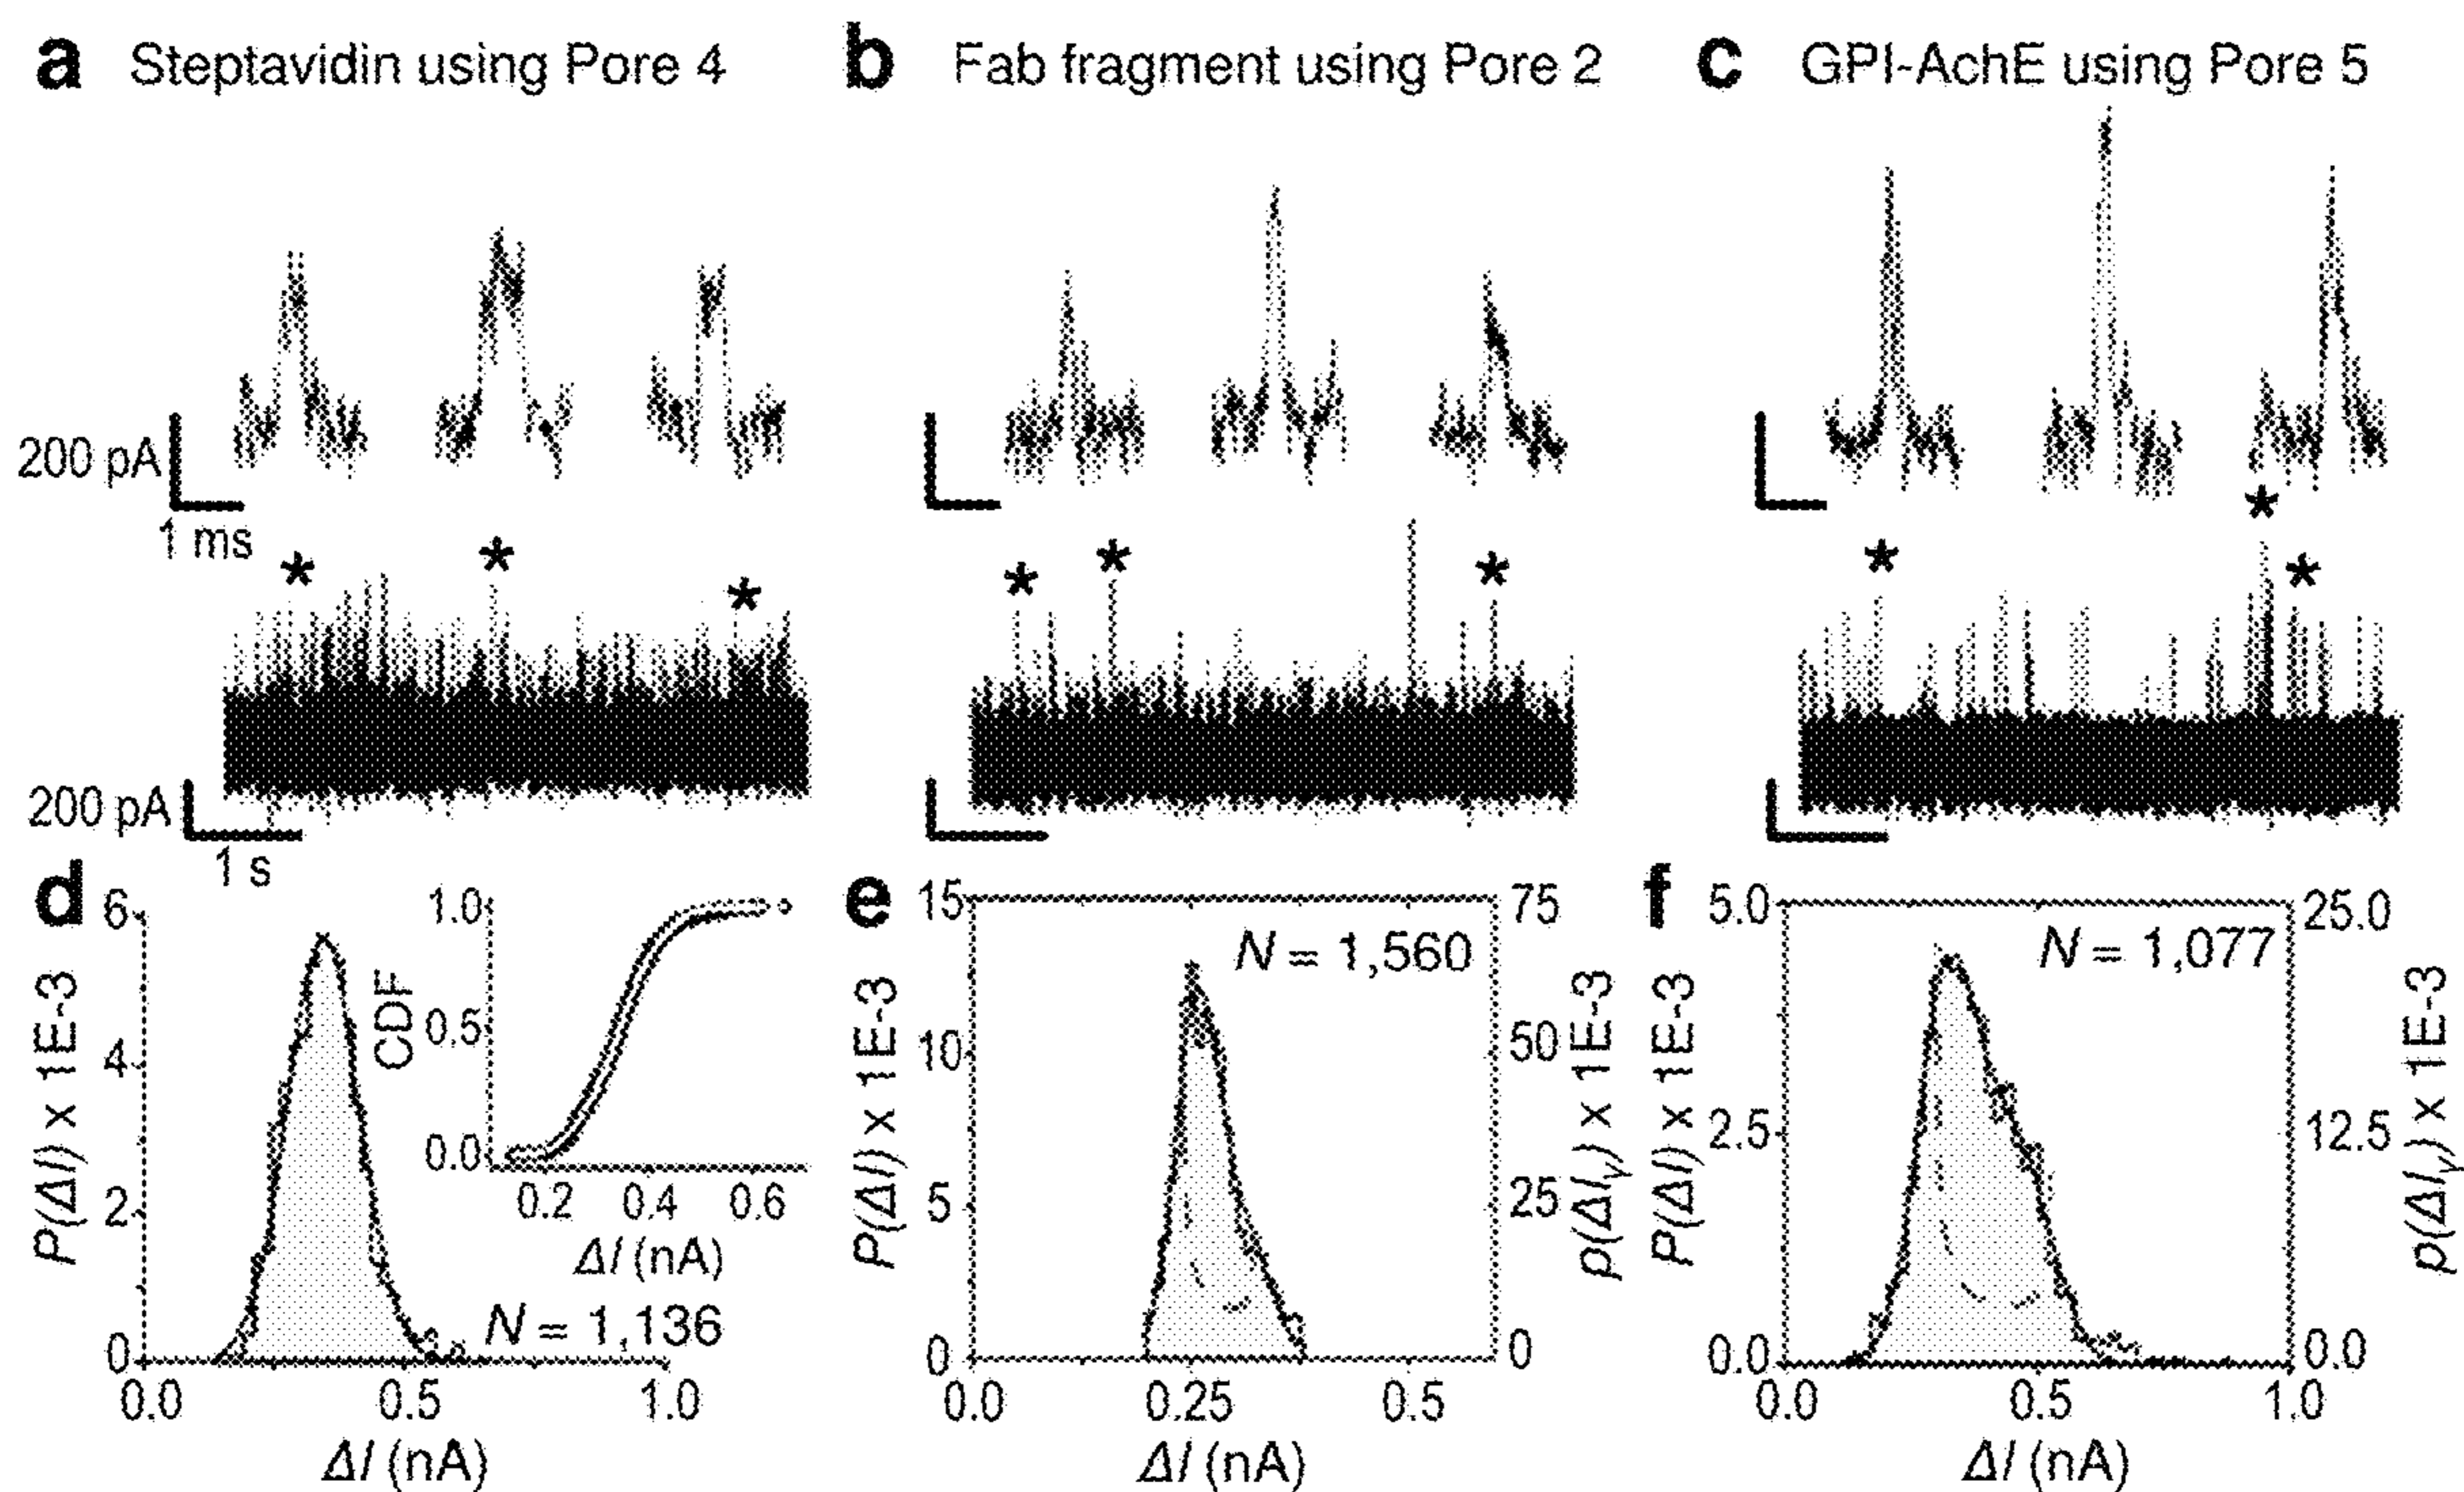 a Steptavidin using Pore 4
b Fab fragment using Pore 2
c GPI-AchE using Pore 5
200 pA
1 ms
* * *
* * *
* * *
200 pA
1 s
d
6
4
2
0
P(ΔI) x 1E-3
0.0 0.5 1.0
ΔI (nA)
N = 1,136
1.0
0.5
0.0
CDF
0.2 0.4 0.6
ΔI (nA)
e
15
10
5
0
P(ΔI) x 1E-3
N = 1,560
75
50
25
0
p(ΔIγ) x 1E-3
0.0 0.25 0.5
ΔI (nA)
f
5.0
2.5
0.0
P(ΔI) x 1E-3
N = 1,077
25.0
12.5
0.0
p(ΔIγ) x 1E-3
0.0 0.5 1.0
ΔI (nA)